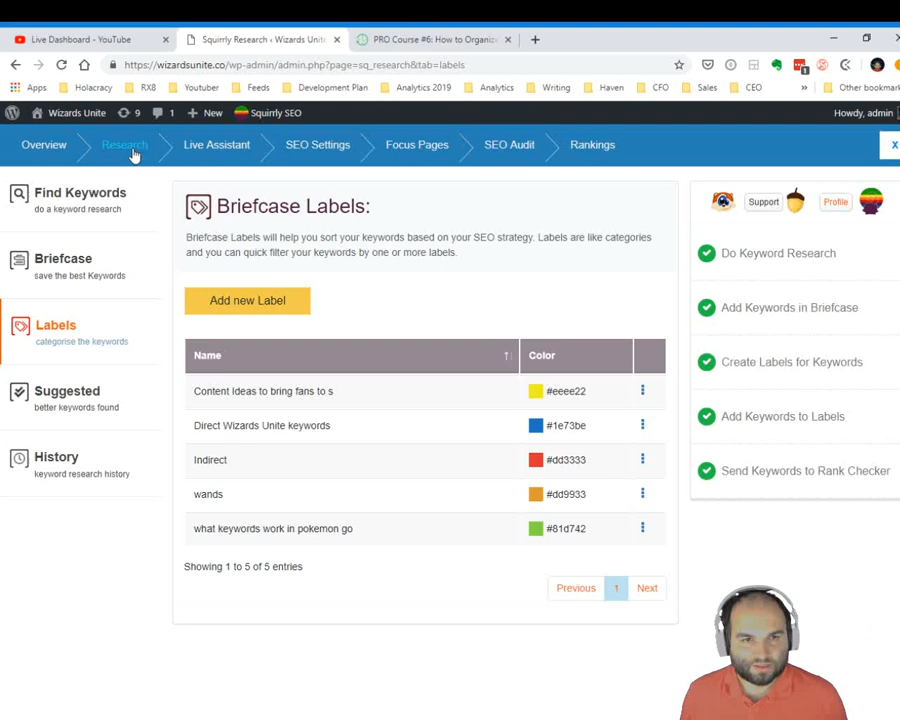 Live Dashboard - YouTube
Squirrly Research ‹ Wizards Unite
PRO Course #6: How to Organiz
https://wizardsunite.co/wp-admin/admin.php?page=sq_research&tab=labels
Apps
Holacracy
RX8
Youtuber
Feeds
Development Plan
Analytics 2019
Analytics
Writing
Haven
CFO
Sales
CEO
»
Other bookmark
Wizards Unite
9
1
New
Squirrly SEO
Howdy, admin
Overview
Research
Live Assistant
SEO Settings
Focus Pages
SEO Audit
Rankings
X
Find Keywords
do a keyword research
Briefcase
save the best Keywords
Labels
categorise the keywords
Suggested
better keywords found
History
keyword research history
Briefcase Labels:
Briefcase Labels will help you sort your keywords based on your SEO strategy. Labels are like categories
and you can quick filter your keywords by one or more labels.
Add new Label
Name
Color
Content Ideas to bring fans to s
#eeee22
Direct Wizards Unite keywords
#1e73be
Indirect
#dd3333
wands
#dd9933
what keywords work in pokemon go
#81d742
Showing 1 to 5 of 5 entries
Previous
1
Next
Support
Profile
Do Keyword Research
Add Keywords in Briefcase
Create Labels for Keywords
Add Keywords to Labels
Send Keywords to Rank Checker